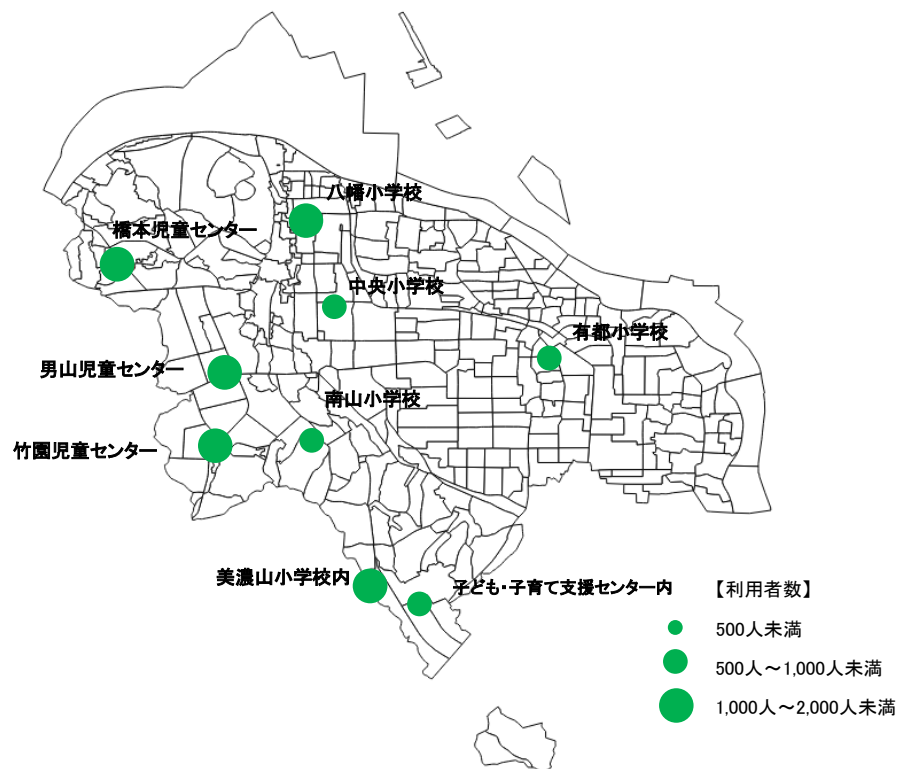 八幡小学校
橋本児童センター
中央小学校
有都小学校
男山児童センター
南山小学校
竹園児童センター
美濃山小学校内
子ども・子育て支援センター内
【利用者数】
500人未満
500人～1,000人未満
1,000人～2,000人未満